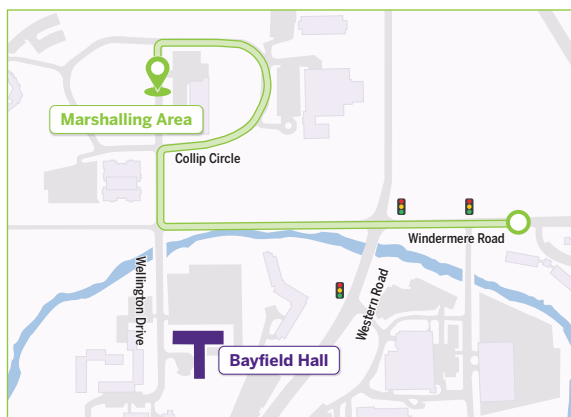 Marshalling Area
Collip Circle
Windermere Road
Wellington Drive
Western Road
Bayfield Hall